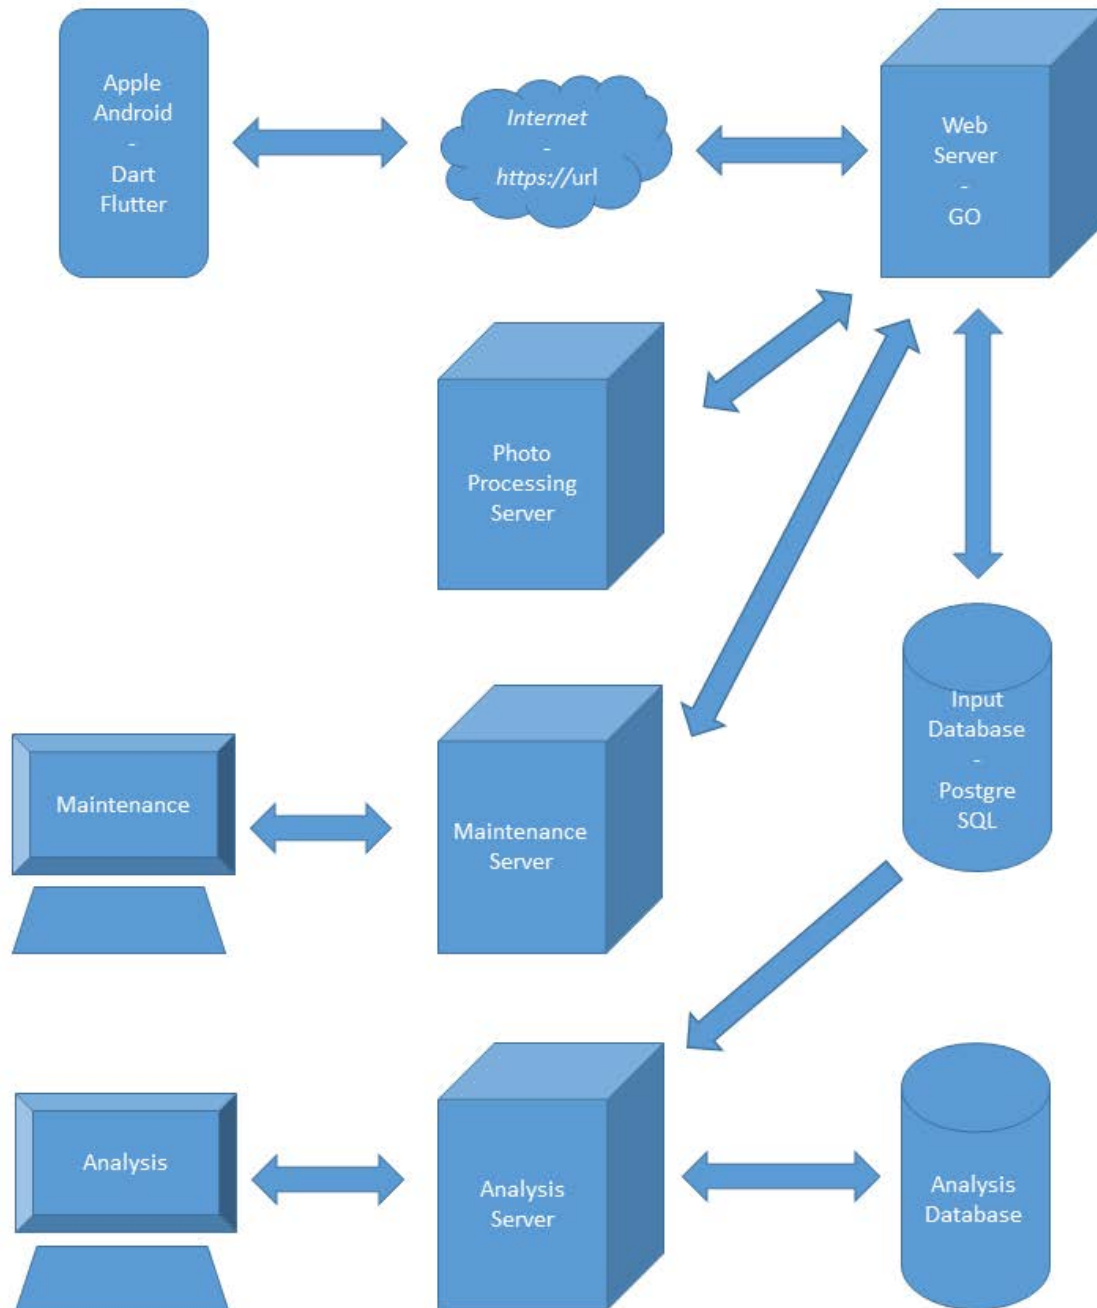 Apple
Android
-
Dart
Flutter
Internet
-
https://url
Web
Server
-
GO
Photo
Processing
Server
Input
Database
-
Postgre
SQL
Maintenance
Maintenance
Server
Analysis
Analysis
Server
Analysis
Database